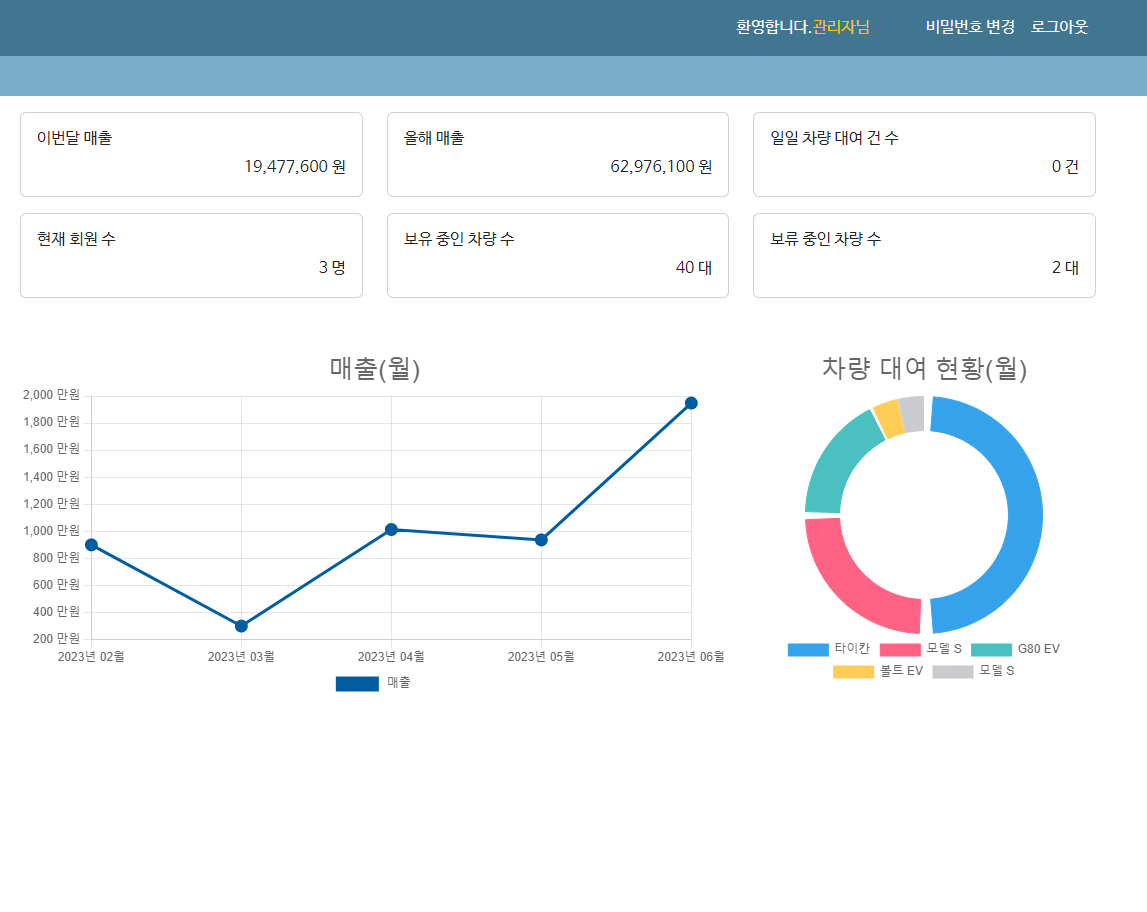 환영합니다.관리자님 비밀번호 변경 로그아웃
이번달 매출
19,477,600 원
올해 매출
62,976,100 원
일일 차량 대여 건 수
0 건
현재 회원 수
3 명
보유 중인 차량 수
40 대
보류 중인 차량 수
2 대
매출(월)
2,000 만원
1,800 만원
1,600 만원
1,400 만원
1,200 만원
1,000 만원
800 만원
600 만원
400 만원
200 만원
2023년 02월 2023년 03월 2023년 04월 2023년 05월 2023년 06월
매출
차량 대여 현황(월)
타이칸 모델 S G80 EV
볼트 EV 모델 S